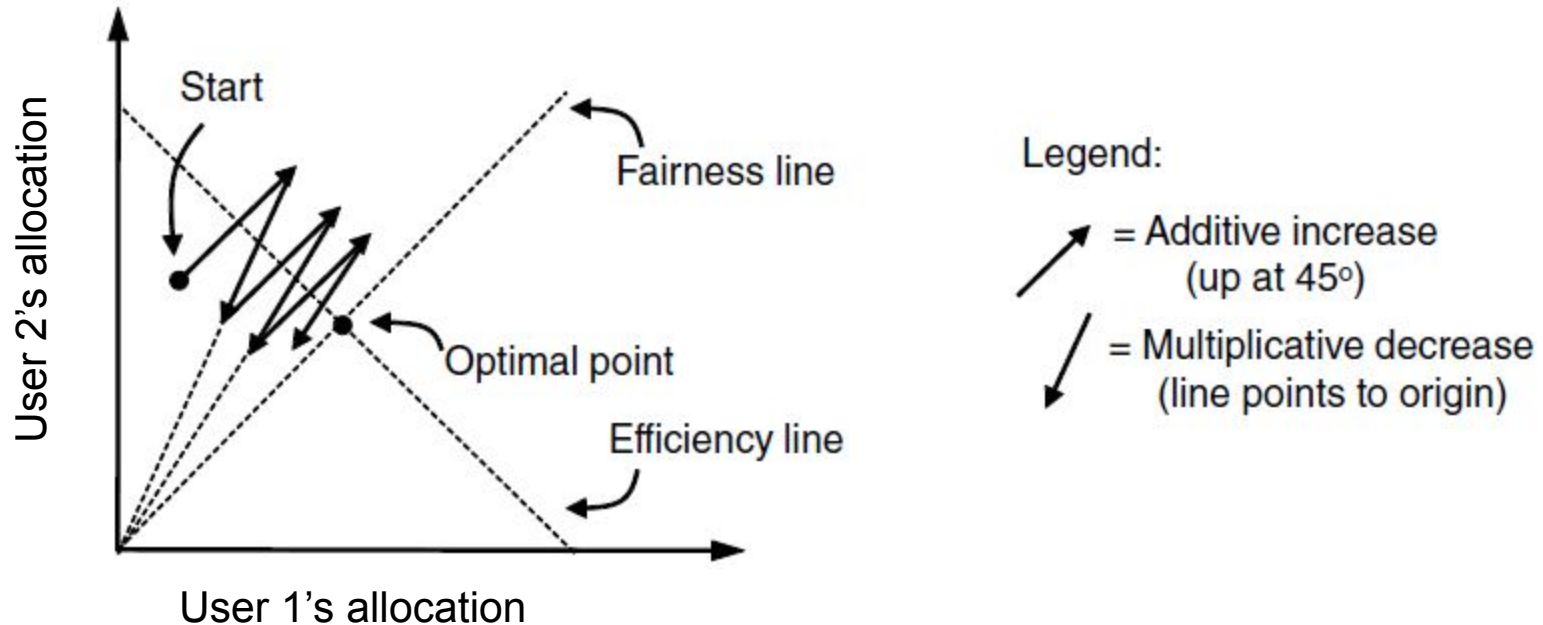 Start
User 2's allocation
Fairness line
Optimal point
Efficiency line
User 1's allocation
Legend:
= Additive increase
(up at 45º)
= Multiplicative decrease
(line points to origin)